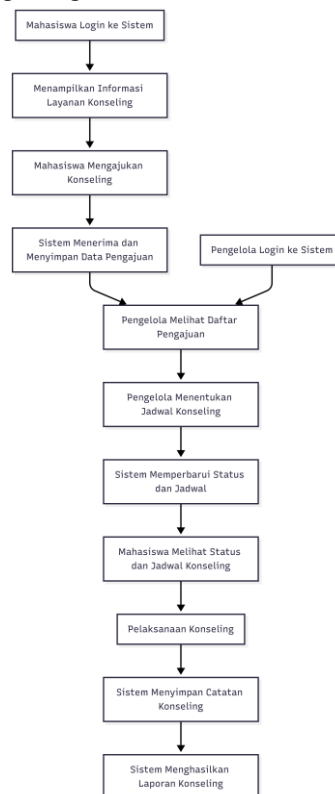 Mahasiswa Login ke Sistem
Menampilkan Informasi
Layanan Konseling
Mahasiswa Mengajukan
Konseling
Sistem Menerima dan
Menyimpan Data Pengajuan
Pengelola Login ke Sistem
Pengelola Melihat Daftar
Pengajuan
Pengelola Menentukan
Jadwal Konseling
Sistem Memperbarui Status
dan Jadwal
Mahasiswa Melihat Status
dan Jadwal Konseling
Pelaksanaan Konseling
Sistem Menyimpan Catatan
Konseling
Sistem Menghasilkan
Laporan Konseling